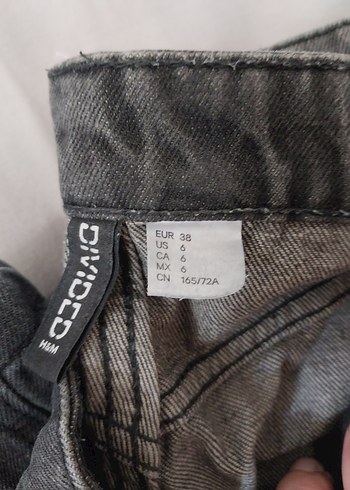 DIVIDED
H&M
EUR 38
US 6
CA 6
MX 6
CN 165/72A